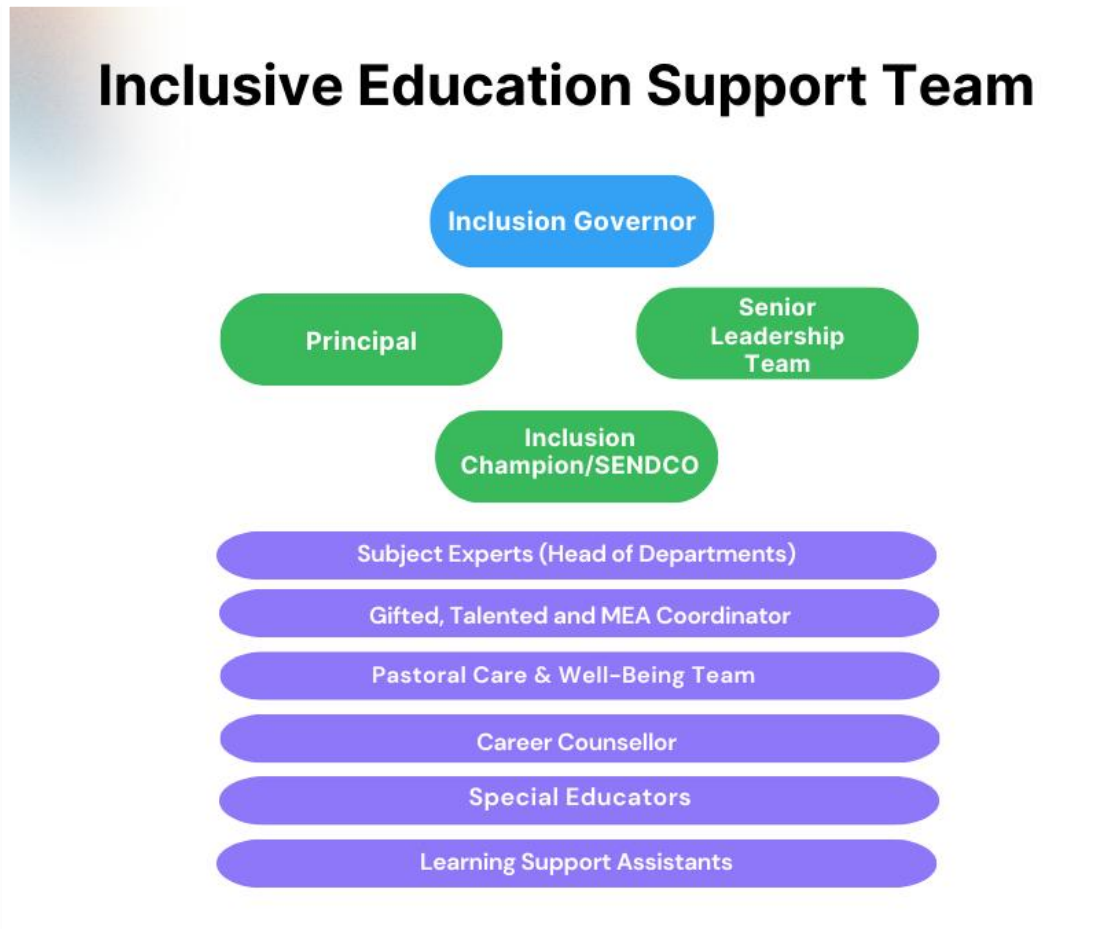 Inclusive Education Support Team
Inclusion Governor
Principal
Senior
Leadership
Team
Inclusion
Champion/SENDCO
Subject Experts (Head of Departments)
Gifted, Talented and MEA Coordinator
Pastoral Care & Well-Being Team
Career Counsellor
Special Educators
Learning Support Assistants